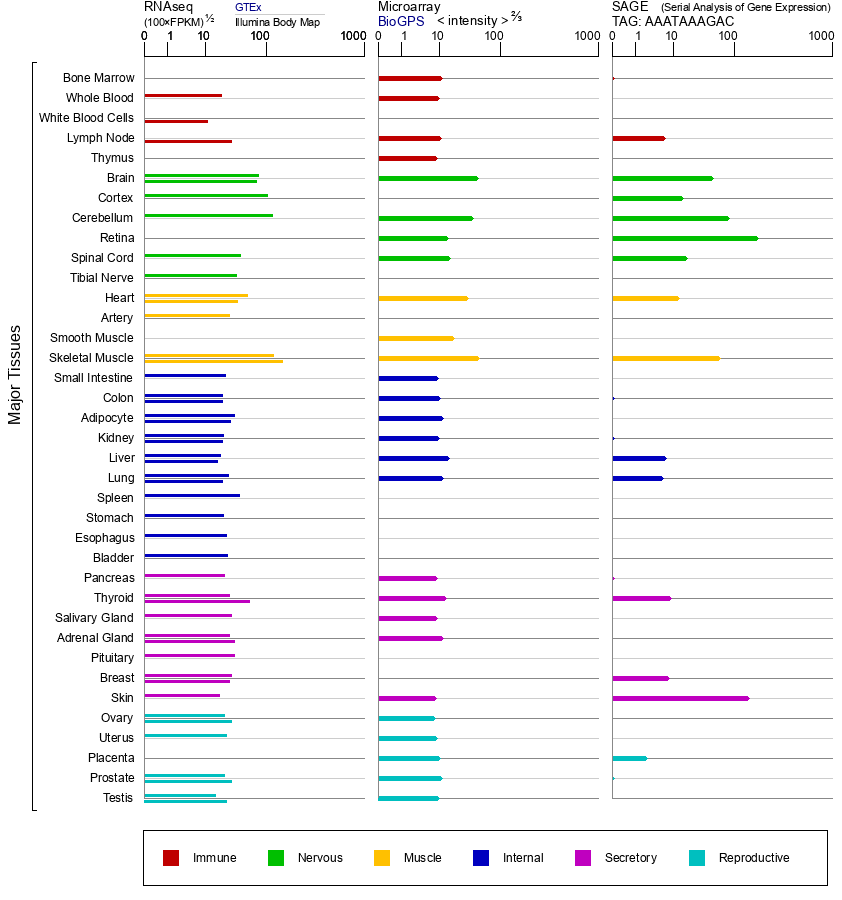 RNAseq
(100×FPKM) ½
GTEx
Illumina Body Map
0 1 10 100 1000
Microarray
BioGPS < intensity > ⅔
0 1 10 100 1000
SAGE (Serial Analysis of Gene Expression)
TAG: AAATAAAGAC
0 1 10 100 1000
Major Tissues
Bone Marrow
Whole Blood
White Blood Cells
Lymph Node
Thymus
Brain
Cortex
Cerebellum
Retina
Spinal Cord
Tibial Nerve
Heart
Artery
Smooth Muscle
Skeletal Muscle
Small Intestine
Colon
Adipocyte
Kidney
Liver
Lung
Spleen
Stomach
Esophagus
Bladder
Pancreas
Thyroid
Salivary Gland
Adrenal Gland
Pituitary
Breast
Skin
Ovary
Uterus
Placenta
Prostate
Testis
Immune Nervous Muscle Internal Secretory Reproductive